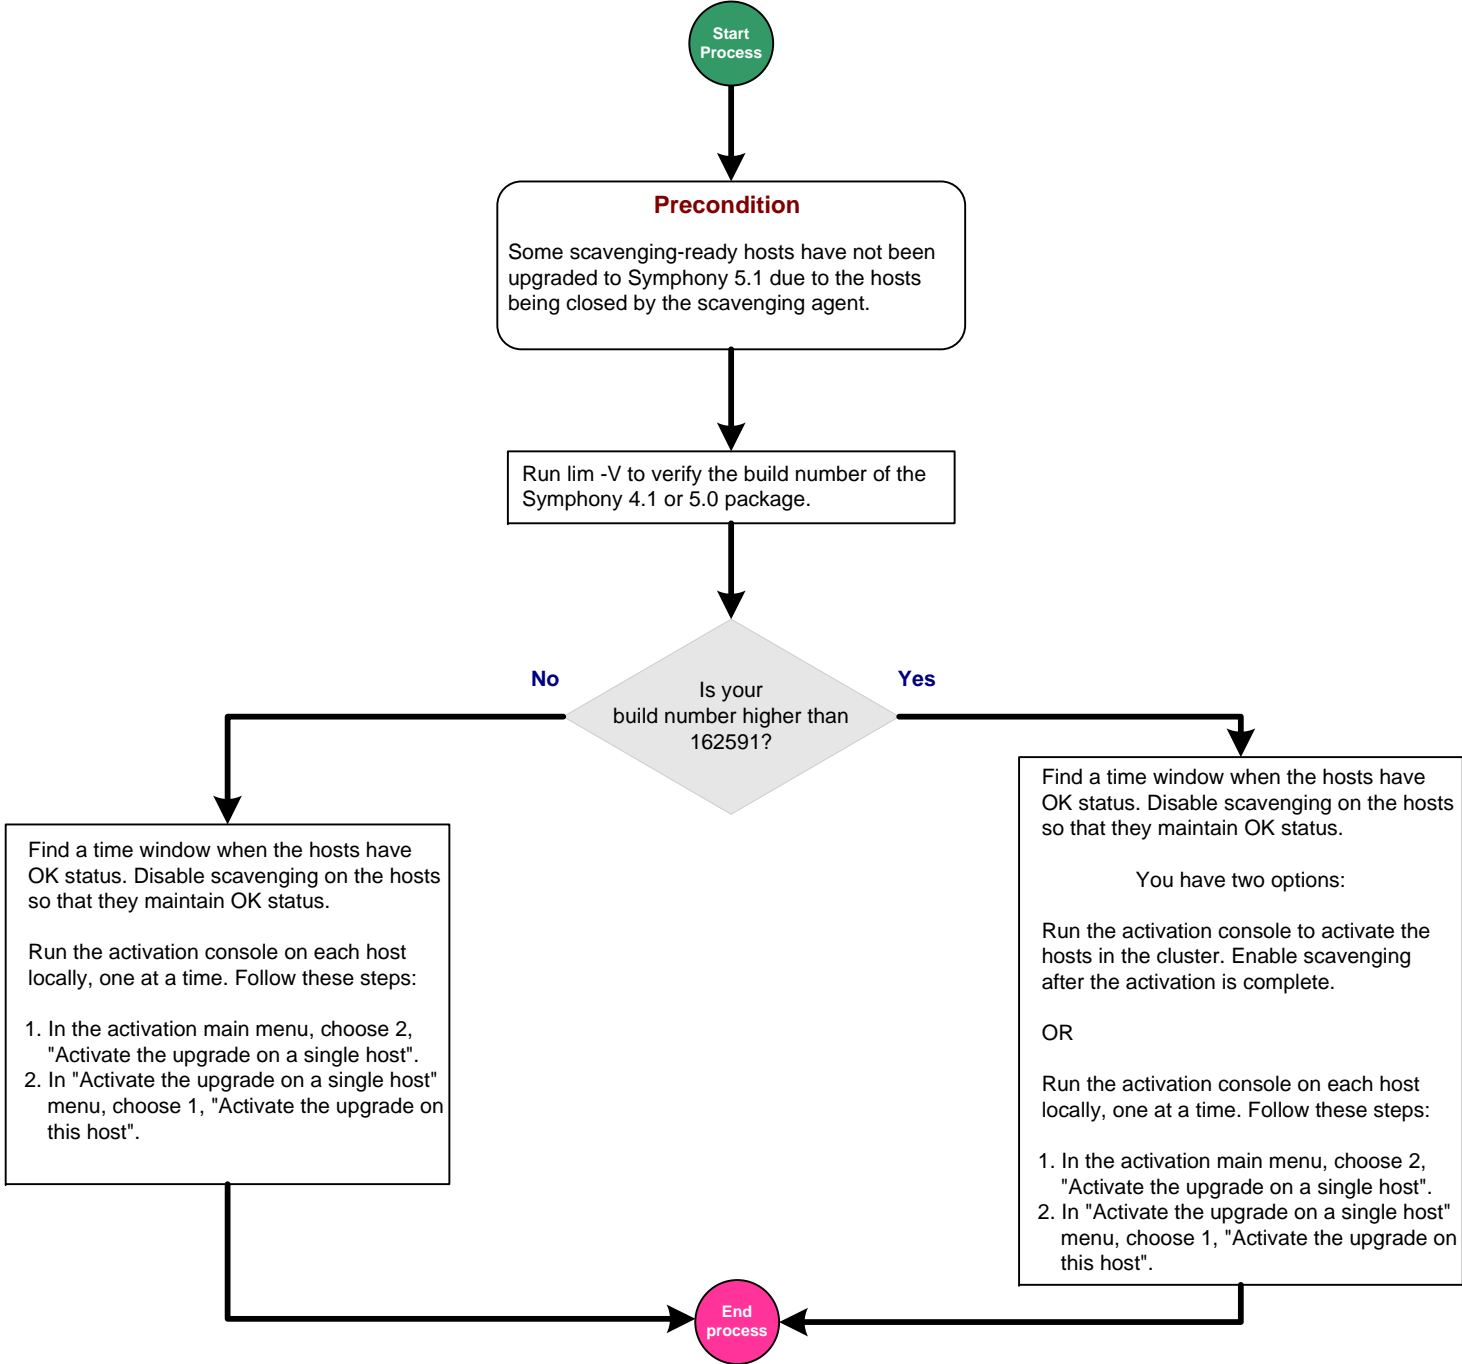 Start
Process
Precondition
Some scavenging-ready hosts have not been
upgraded to Symphony 5.1 due to the hosts
being closed by the scavenging agent.
Run lim -V to verify the build number of the
Symphony 4.1 or 5.0 package.
No
Yes
Is your
build number higher than
162591?
Find a time window when the hosts have
OK status. Disable scavenging on the hosts
so that they maintain OK status.
Run the activation console on each host
locally, one at a time. Follow these steps:
1. In the activation main menu, choose 2,
"Activate the upgrade on a single host".
2. In "Activate the upgrade on a single host"
menu, choose 1, "Activate the upgrade on
this host".
Find a time window when the hosts have
OK status. Disable scavenging on the hosts
so that they maintain OK status.
You have two options:
Run the activation console to activate the
hosts in the cluster. Enable scavenging
after the activation is complete.
OR
Run the activation console on each host
locally, one at a time. Follow these steps:
1. In the activation main menu, choose 2,
"Activate the upgrade on a single host".
2. In "Activate the upgrade on a single host"
menu, choose 1, "Activate the upgrade on
this host".
End
process